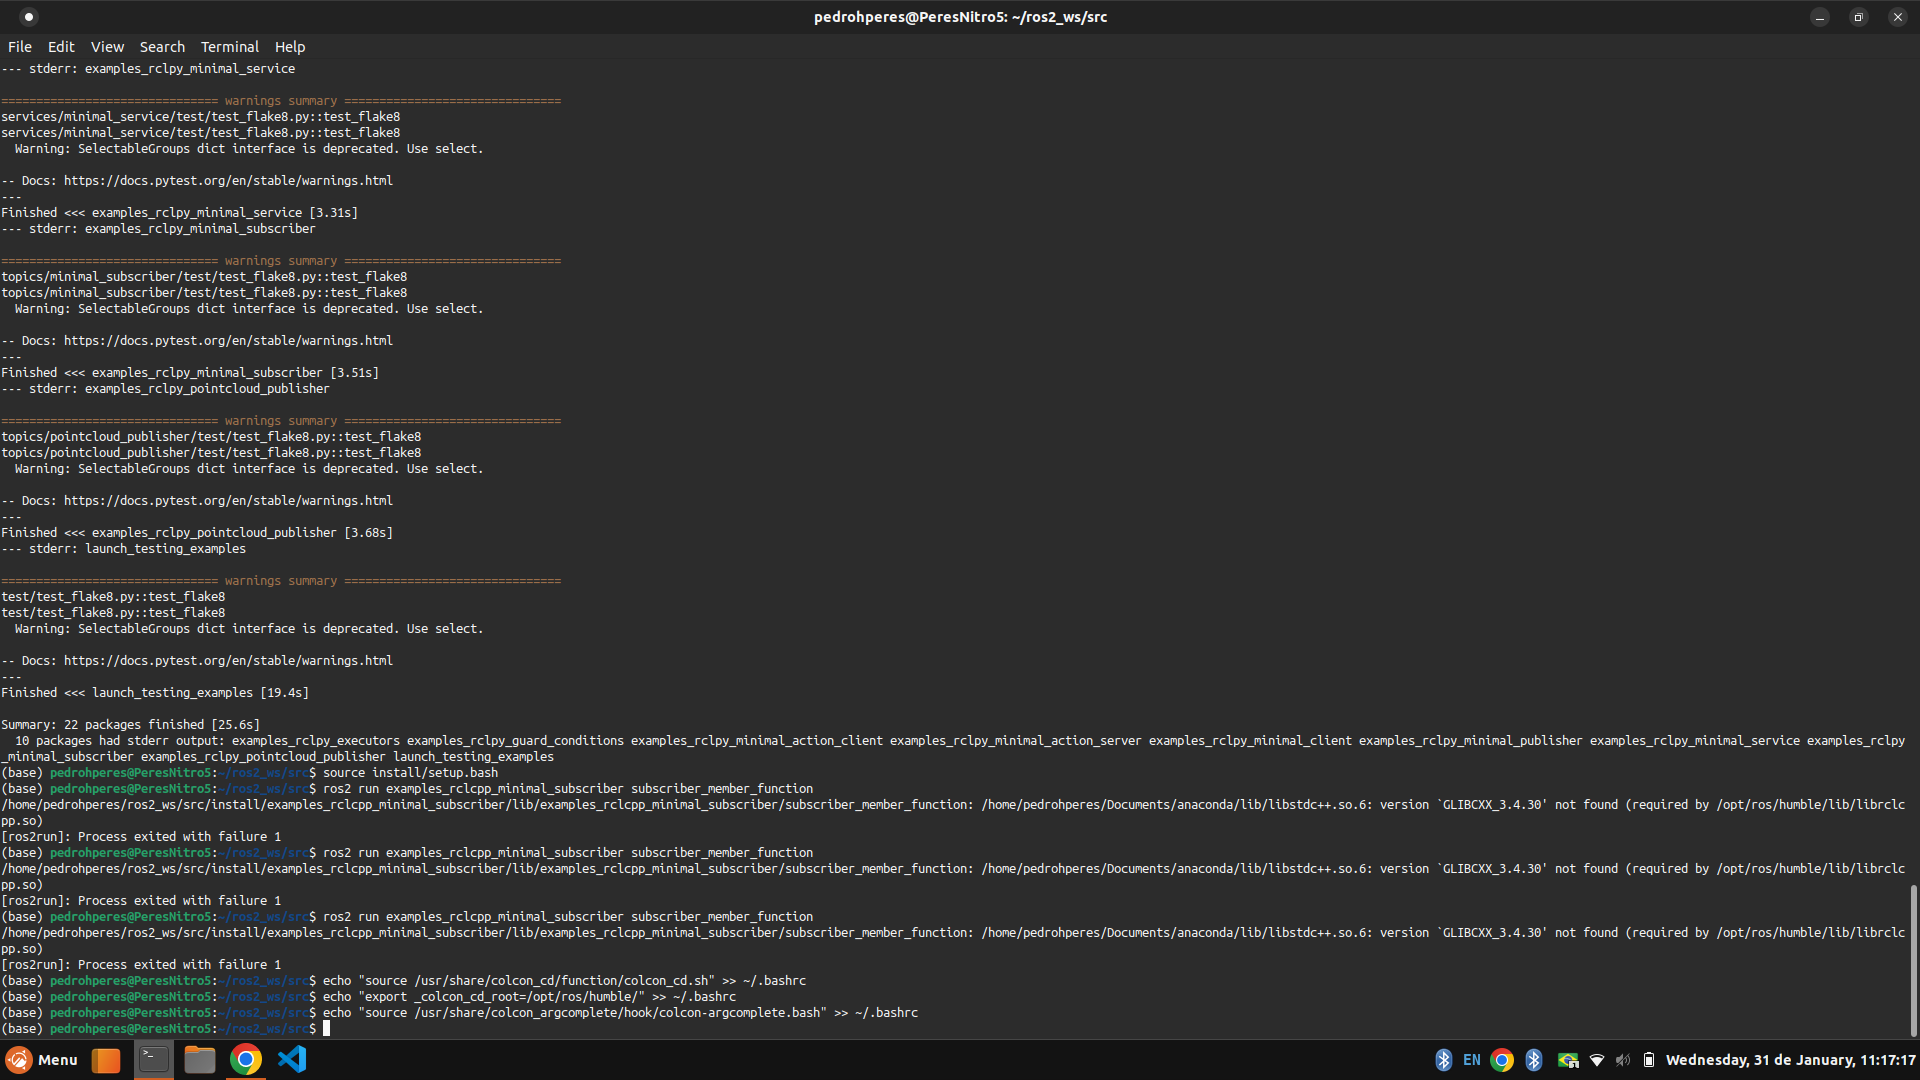 pedrohperes@PeresNitro5: ~/ros2_ws/src
File Edit View Search Terminal Help
--- stderr: examples_rclpy_minimal_service
=============================== warnings summary ===============================
services/minimal_service/test/test_flake8.py::test_flake8
services/minimal_service/test/test_flake8.py::test_flake8
  Warning: SelectableGroups dict interface is deprecated. Use select.
-- Docs: https://docs.pytest.org/en/stable/warnings.html
---
Finished <<< examples_rclpy_minimal_service [3.31s]
--- stderr: examples_rclpy_minimal_subscriber
=============================== warnings summary ===============================
topics/minimal_subscriber/test/test_flake8.py::test_flake8
topics/minimal_subscriber/test/test_flake8.py::test_flake8
  Warning: SelectableGroups dict interface is deprecated. Use select.
-- Docs: https://docs.pytest.org/en/stable/warnings.html
---
Finished <<< examples_rclpy_minimal_subscriber [3.51s]
--- stderr: examples_rclpy_pointcloud_publisher
=============================== warnings summary ===============================
topics/pointcloud_publisher/test/test_flake8.py::test_flake8
topics/pointcloud_publisher/test/test_flake8.py::test_flake8
  Warning: SelectableGroups dict interface is deprecated. Use select.
-- Docs: https://docs.pytest.org/en/stable/warnings.html
---
Finished <<< examples_rclpy_pointcloud_publisher [3.68s]
--- stderr: launch_testing_examples
=============================== warnings summary ===============================
test/test_flake8.py::test_flake8
test/test_flake8.py::test_flake8
  Warning: SelectableGroups dict interface is deprecated. Use select.
-- Docs: https://docs.pytest.org/en/stable/warnings.html
---
Finished <<< launch_testing_examples [19.4s]
Summary: 22 packages finished [25.6s]
  10 packages had stderr output: examples_rclpy_executors examples_rclpy_guard_conditions examples_rclpy_minimal_action_client examples_rclpy_minimal_action_server examples_rclpy_minimal_client examples_rclpy_minimal_publisher examples_rclpy_minimal_service examples_rclpy
_minimal_subscriber examples_rclpy_pointcloud_publisher launch_testing_examples
(base) pedrohperes@PeresNitro5:~/ros2_ws/src$ source install/setup.bash
(base) pedrohperes@PeresNitro5:~/ros2_ws/src$ ros2 run examples_rclcpp_minimal_subscriber subscriber_member_function
/home/pedrohperes/ros2_ws/src/install/examples_rclcpp_minimal_subscriber/lib/examples_rclcpp_minimal_subscriber/subscriber_member_function: /home/pedrohperes/Documents/anaconda/lib/libstdc++.so.6: version `GLIBCXX_3.4.30' not found (required by /opt/ros/humble/lib/librclc
pp.so)
[ros2run]: Process exited with failure 1
(base) pedrohperes@PeresNitro5:~/ros2_ws/src$ ros2 run examples_rclcpp_minimal_subscriber subscriber_member_function
/home/pedrohperes/ros2_ws/src/install/examples_rclcpp_minimal_subscriber/lib/examples_rclcpp_minimal_subscriber/subscriber_member_function: /home/pedrohperes/Documents/anaconda/lib/libstdc++.so.6: version `GLIBCXX_3.4.30' not found (required by /opt/ros/humble/lib/librclc
pp.so)
[ros2run]: Process exited with failure 1
(base) pedrohperes@PeresNitro5:~/ros2_ws/src$ ros2 run examples_rclcpp_minimal_subscriber subscriber_member_function
/home/pedrohperes/ros2_ws/src/install/examples_rclcpp_minimal_subscriber/lib/examples_rclcpp_minimal_subscriber/subscriber_member_function: /home/pedrohperes/Documents/anaconda/lib/libstdc++.so.6: version `GLIBCXX_3.4.30' not found (required by /opt/ros/humble/lib/librclc
pp.so)
[ros2run]: Process exited with failure 1
(base) pedrohperes@PeresNitro5:~/ros2_ws/src$ echo "source /usr/share/colcon_cd/function/colcon_cd.sh" >> ~/.bashrc
(base) pedrohperes@PeresNitro5:~/ros2_ws/src$ echo "export _colcon_cd_root=/opt/ros/humble/" >> ~/.bashrc
(base) pedrohperes@PeresNitro5:~/ros2_ws/src$ echo "source /usr/share/colcon_argcomplete/hook/colcon-argcomplete.bash" >> ~/.bashrc
(base) pedrohperes@PeresNitro5:~/ros2_ws/src$
Menu EN Wednesday, 31 de January, 11:17:17